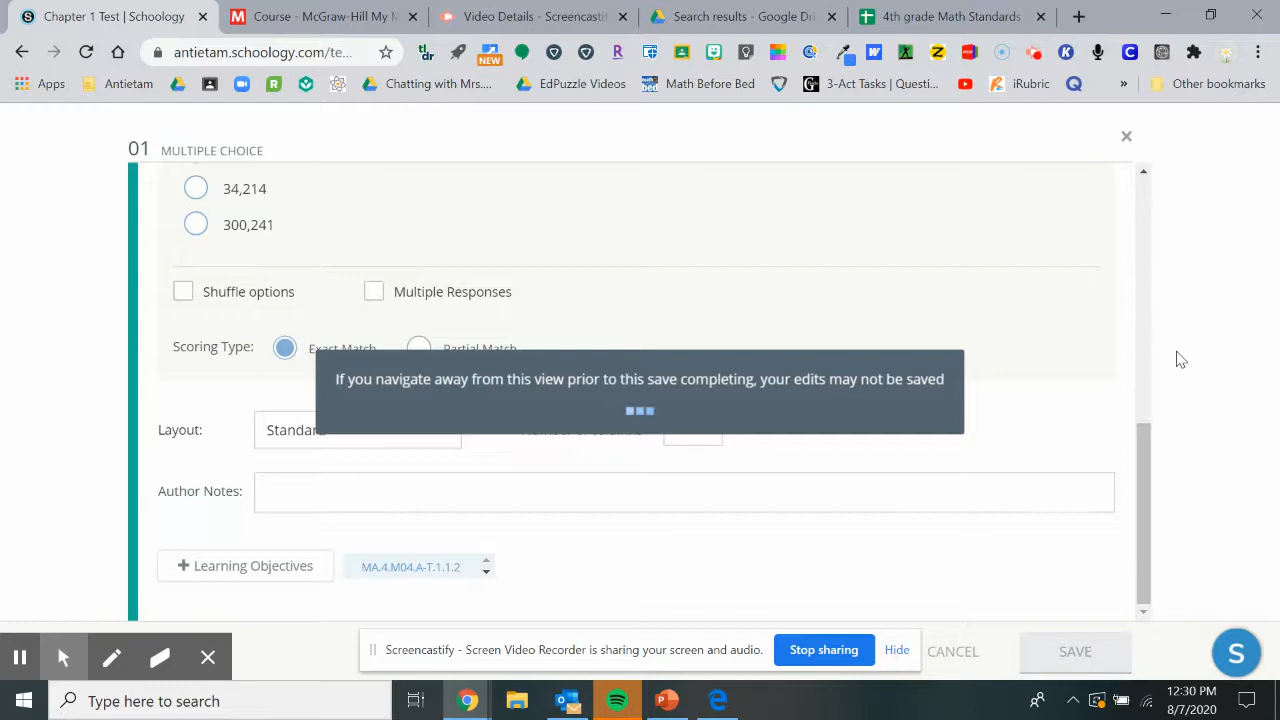 Chapter 1 Test | Schoology
Course - McGraw-Hill My M
Video Details - Screencastif
Search results - Google Dri
4th grade Math Standards
antietam.schoology.com/te...
NEW
Apps
Antietam
Chatting with Mrs....
EdPuzzle Videos
Math Before Bed
3-Act Tasks | Questi...
iRubric
Other bookmarks
01 MULTIPLE CHOICE
34,214
300,241
Shuffle options
Multiple Responses
Scoring Type:
Exact Match
Partial Match
If you navigate away from this view prior to this save completing, your edits may not be saved
Layout:
Standard
Author Notes:
+ Learning Objectives
MA.4.M04.A-T.1.1.2
Screencastify - Screen Video Recorder is sharing your screen and audio.
Stop sharing
Hide
CANCEL
SAVE
S
Type here to search
12:30 PM
8/7/2020